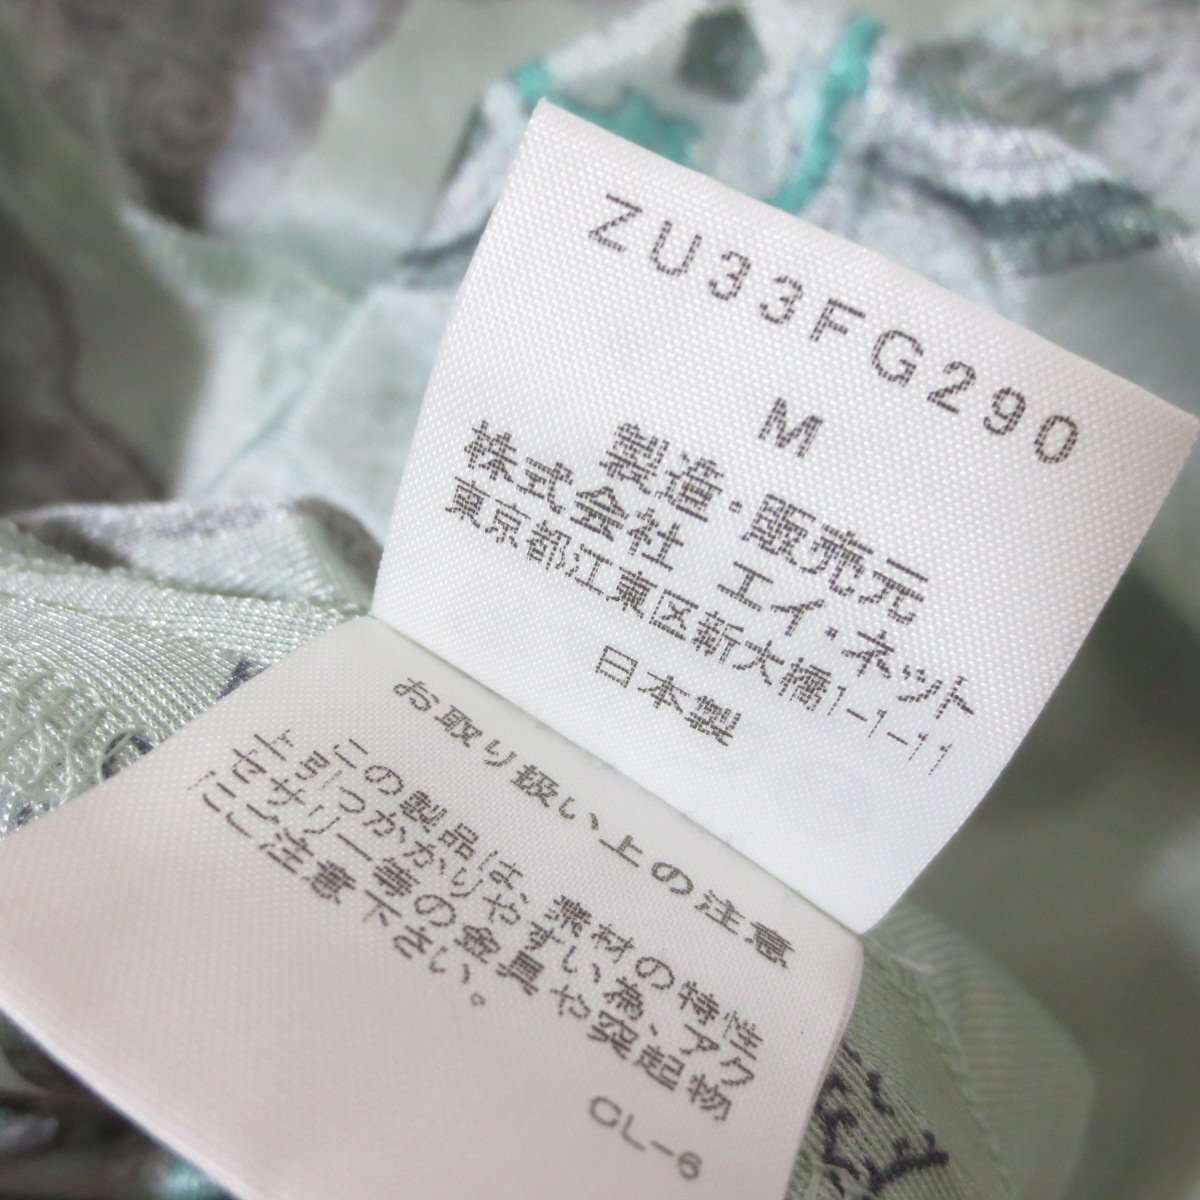 ZU33FG290
M
製造・販売元
株式会社 エイ・ネット
東京都江東区新大橋1-1-11
日本製
お取り扱い上の注意
この製品は、素材の特性
上引っかかりやすい為、アク
セサリー等の金具や突起物
にご注意下さい。
CL-6